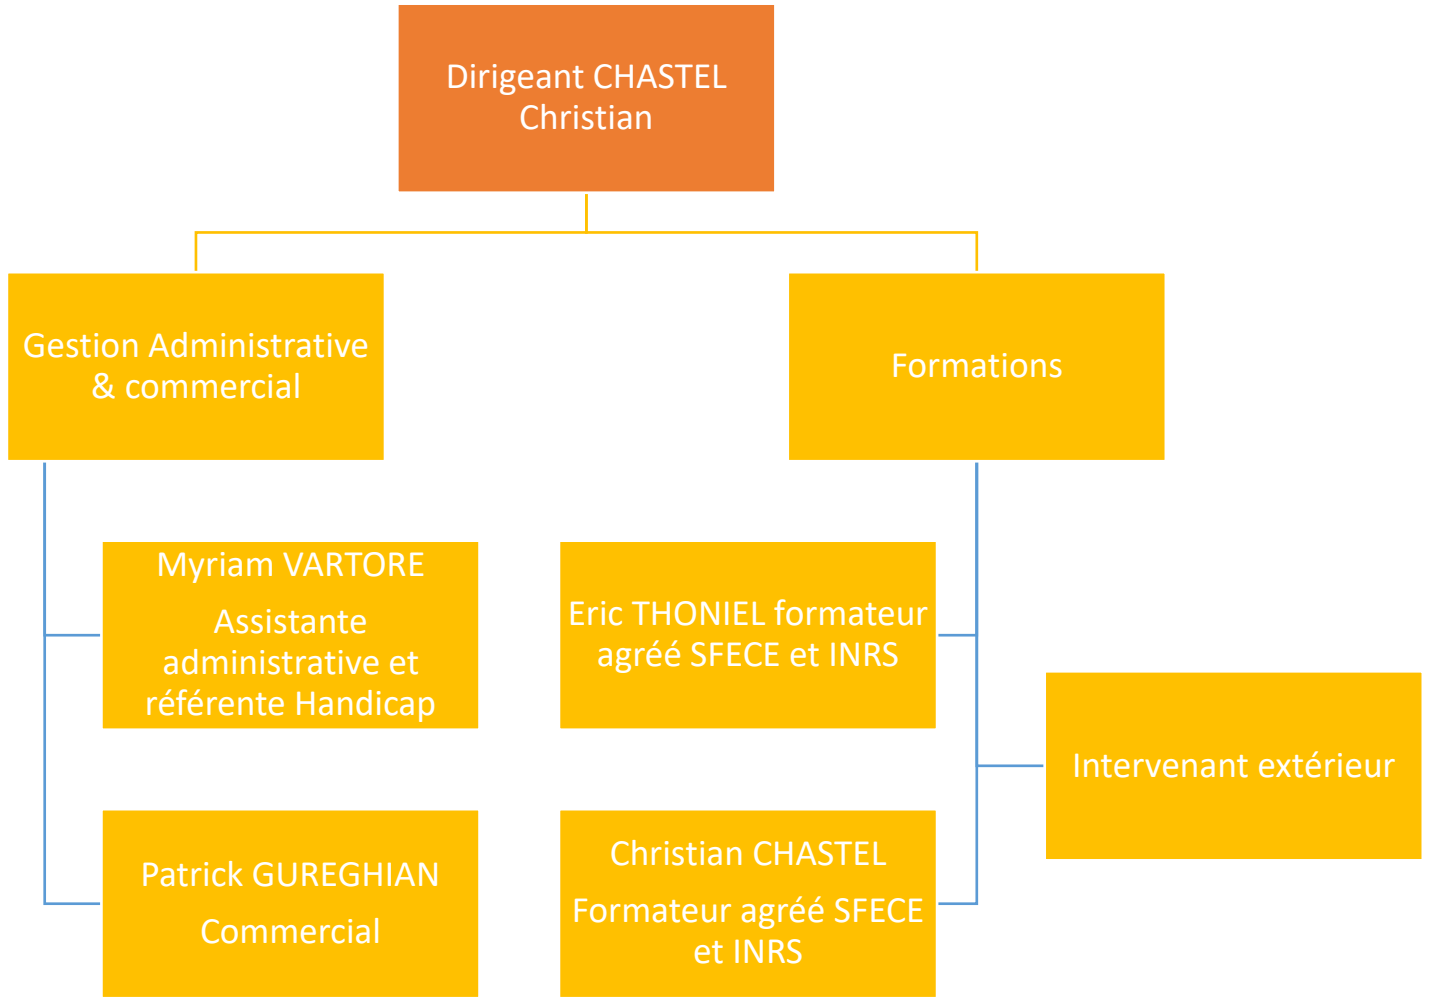 Dirigeant CHASTEL
Christian
Gestion Administrative
& commercial
Formations
Myriam VARTORE
Assistante
administrative et
référente Handicap
Eric THONIEL formateur
agréé SFECE et INRS
Intervenant extérieur
Patrick GUREGHIAN
Commercial
Christian CHASTEL
Formateur agréé SFECE
et INRS